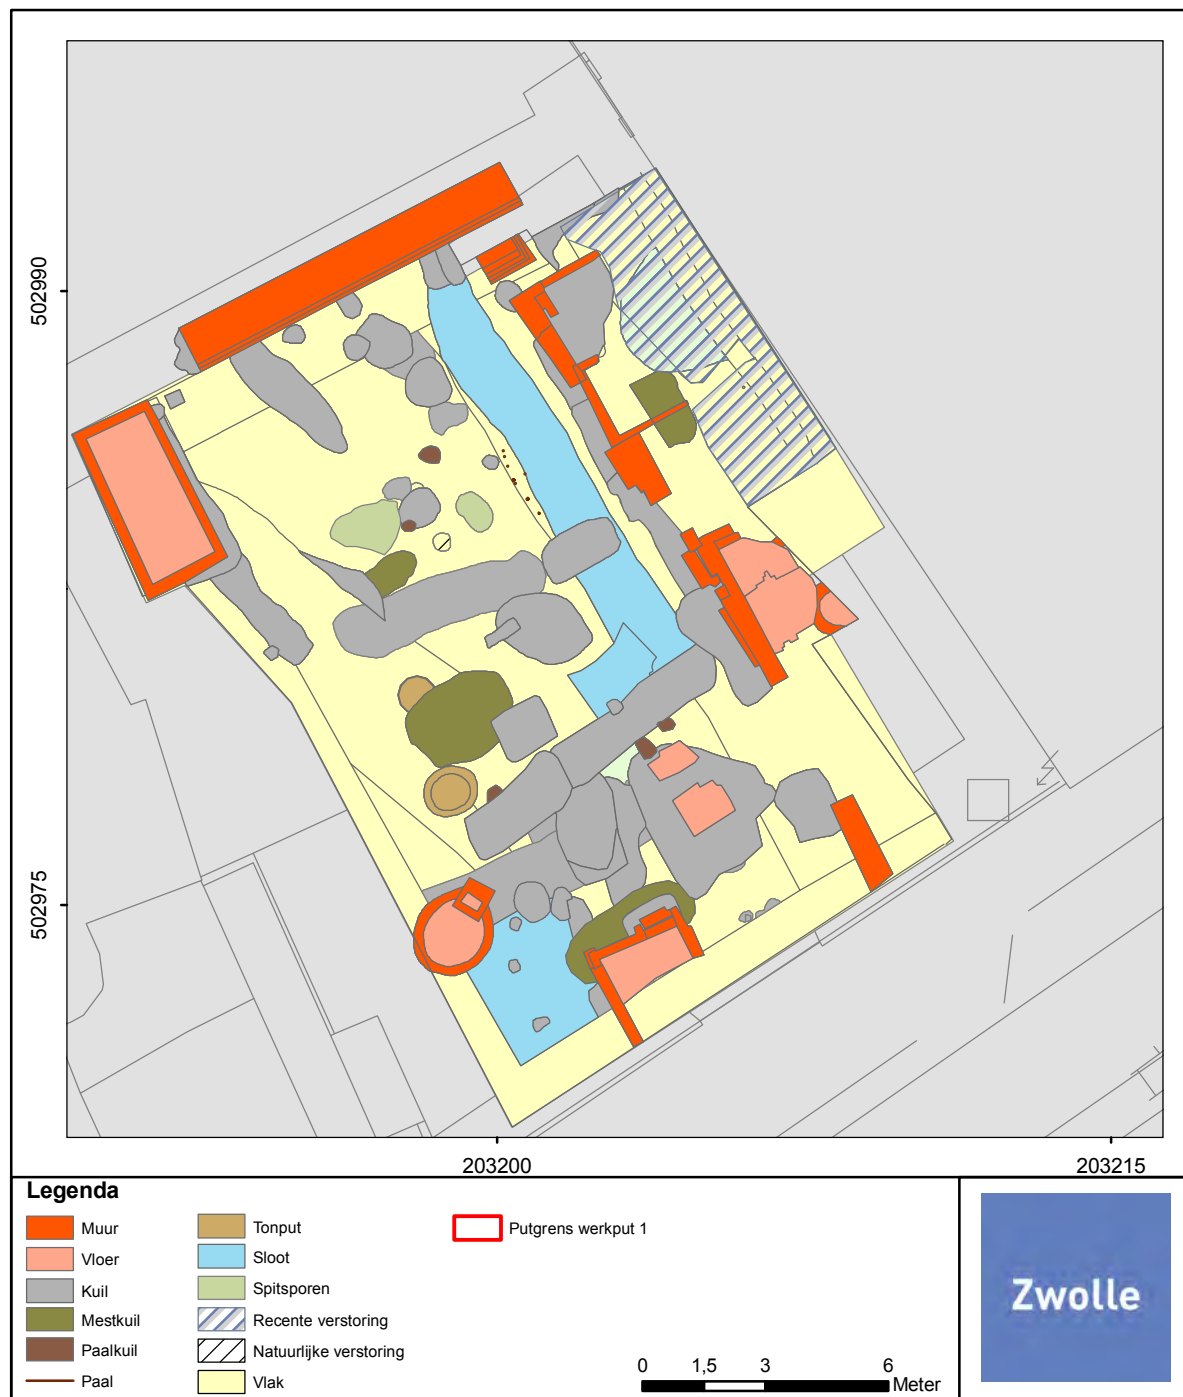 502990
502975
203200
203215
Legenda
Muur
Vloer
Kuil
Mestkuil
Paalkuil
Paal
Tonput
Sloot
Spitsporen
Recente verstoring
Natuurlijke verstoring
Vlak
Putgrens werkput 1
0 1,5 3 6
Meter
Zwolle